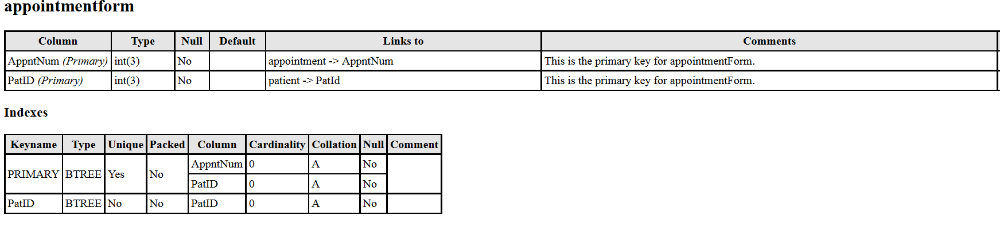 appointmentform
Column Type Null Default Links to Comments
AppntNum (Primary) int(3) No appointment -> AppntNum This is the primary key for appointmentForm.
PatID (Primary) int(3) No patient -> PatId This is the primary key for appointmentForm.
Indexes
Keyname Type Unique Packed Column Cardinality Collation Null Comment
PRIMARY BTREE Yes No AppntNum 0 A No
PatID 0 A No
PatID BTREE No No PatID 0 A No